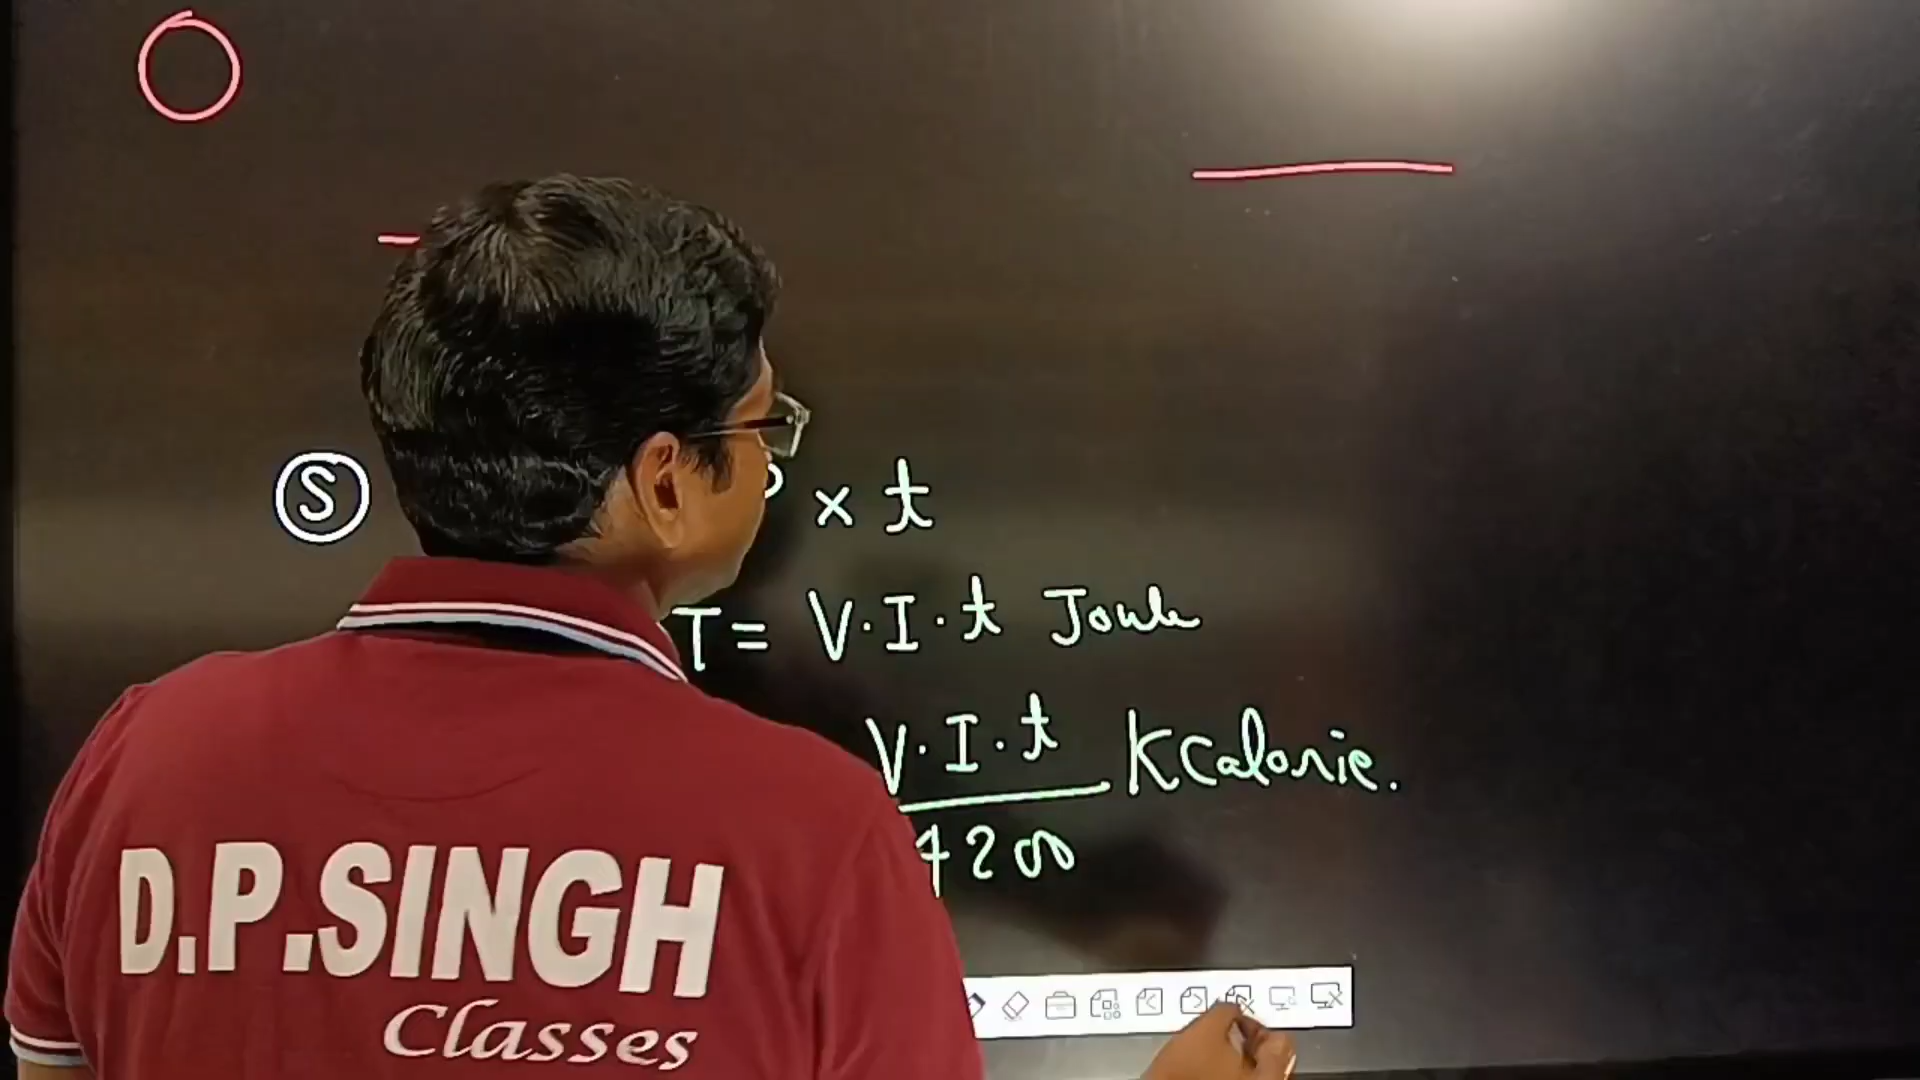 S × t
T = V·I·t Joule
V·I·t KCalorie.
4200
D.P.SINGH
Classes